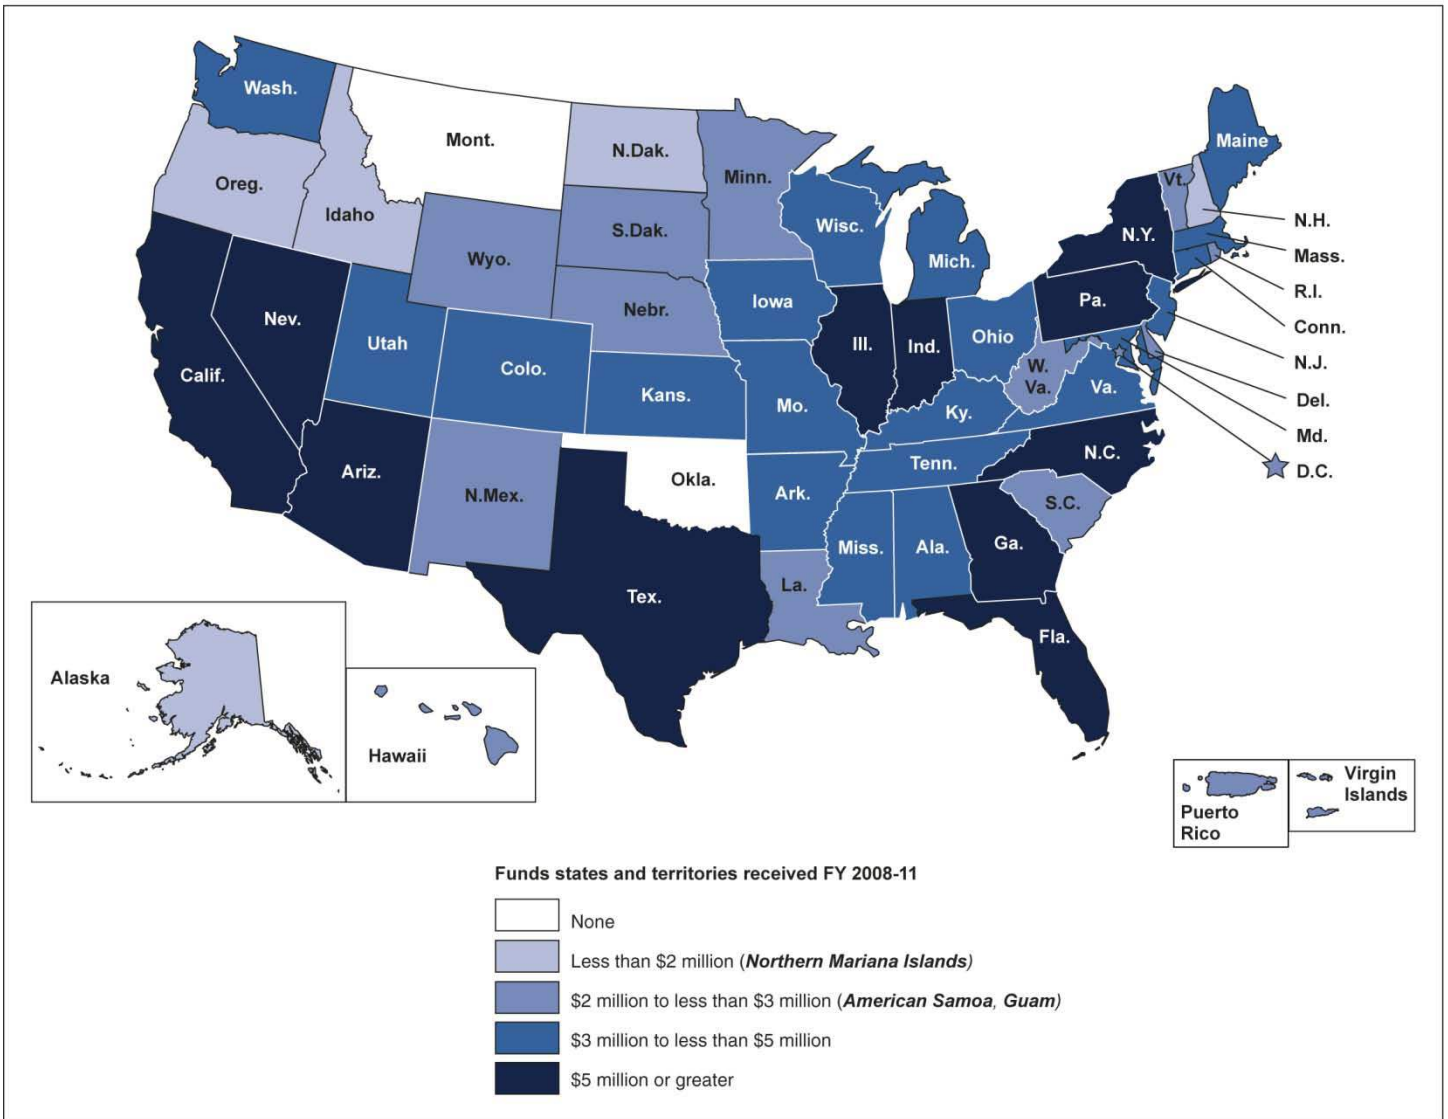 Wash.
Mont.
N.Dak.
Minn.
Maine
Vt.
Oreg.
Idaho
S.Dak.
Wisc.
Mich.
N.Y.
N.H.
Mass.
R.I.
Conn.
N.J.
Del.
Md.
D.C.
Wyo.
Nebr.
Iowa
Ill.
Ind.
Ohio
Pa.
Nev.
Utah
Colo.
Kans.
Mo.
Ky.
W.
Va.
Va.
Calif.
Ariz.
N.Mex.
Okla.
Ark.
Tenn.
N.C.
S.C.
Miss.
Ala.
Ga.
Tex.
La.
Fla.
Alaska
Hawaii
Puerto
Rico
Virgin
Islands
Funds states and territories received FY 2008-11
None
Less than $2 million (Northern Mariana Islands)
$2 million to less than $3 million (American Samoa, Guam)
$3 million to less than $5 million
$5 million or greater